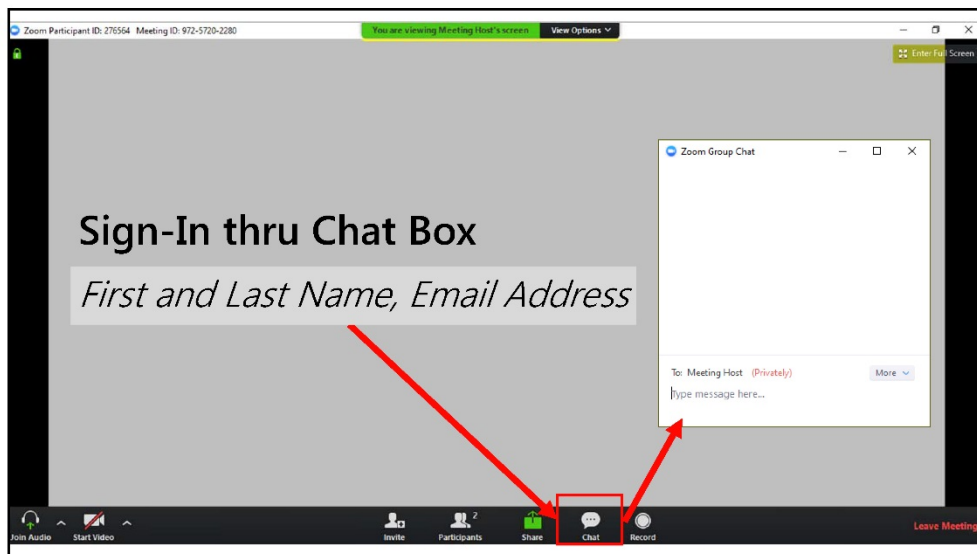 Zoom Participant ID: 276564 Meeting ID: 972-5720-2280
You are viewing Meeting Host's screen
View Options
Enter Full Screen
Zoom Group Chat
Sign-In thru Chat Box
First and Last Name, Email Address
To: Meeting Host (Privately)
More
Type message here...
Join Audio
Start Video
Invite
Participants
2
Share
Chat
Record
Leave Meeting